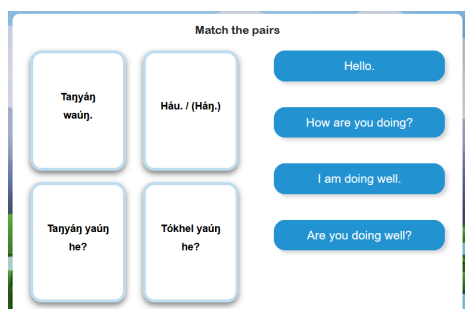 Match the pairs
Taŋyáŋ
waúŋ.
Háu. / (Háŋ.)
Taŋyáŋ yaúŋ
he?
Tókhel yaúŋ
he?
Hello.
How are you doing?
I am doing well.
Are you doing well?